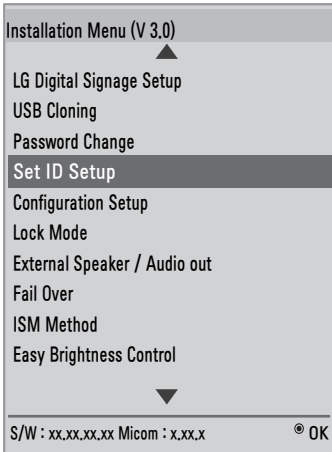 Installation Menu (V 3.0)
LG Digital Signage Setup
USB Cloning
Password Change
Set ID Setup
Configuration Setup
Lock Mode
External Speaker / Audio out
Fail Over
ISM Method
Easy Brightness Control
S/W : xx.xx.xx.xx Micom : x.xx.x ◉ OK